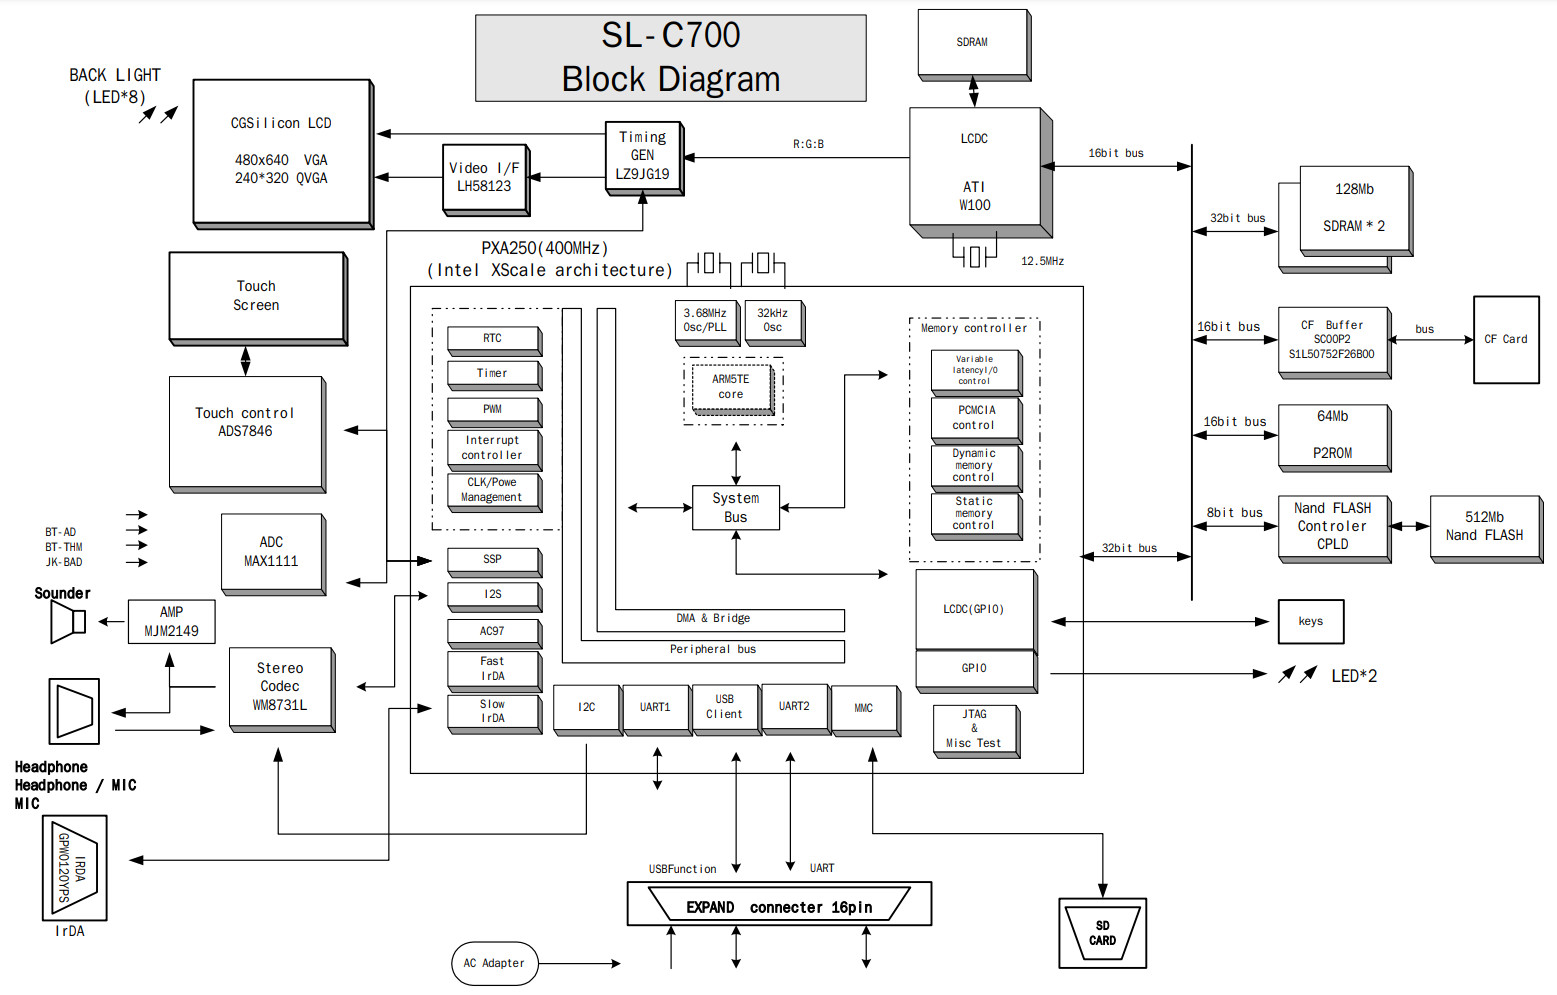 SL-C700
Block Diagram
SDRAM
BACK LIGHT
(LED*8)
CGSilicon LCD
480x640 VGA
240*320 QVGA
Video I/F
LH58123
Timing
GEN
LZ9JG19
R:G:B
LCDC
ATI
W100
12.5MHz
16bit bus
128Mb
SDRAM * 2
32bit bus
PXA250(400MHz)
(Intel XScale architecture)
Touch
Screen
3.68MHz
Osc/PLL
32kHz
Osc
Memory controller
Variable
latencyI/O
control
PCMCIA
control
Dynamic
memory
control
Static
memory
control
16bit bus
CF Buffer
SCOOP2
S1L50752F26B00
bus
CF Card
RTC
Timer
PWM
Interrupt
controller
CLK/Powe
Management
ARM5TE
core
System
Bus
Touch control
ADS7846
16bit bus
64Mb
P2ROM
8bit bus
Nand FLASH
Controler
CPLD
512Mb
Nand FLASH
32bit bus
BT-AD
BT-THM
JK-BAD
ADC
MAX1111
SSP
I2S
AC97
Fast
IrDA
Slow
IrDA
DMA & Bridge
Peripheral bus
LCDC(GPIO)
GPIO
keys
LED*2
Sounder
AMP
MJM2149
Stereo
Codec
WM8731L
I2C
UART1
USB
Client
UART2
MMC
JTAG
&
Misc Test
Headphone
Headphone / MIC
MIC
IRDA
GPW0120YPS
IrDA
USBFunction
UART
EXPAND connecter 16pin
AC Adapter
SD
CARD